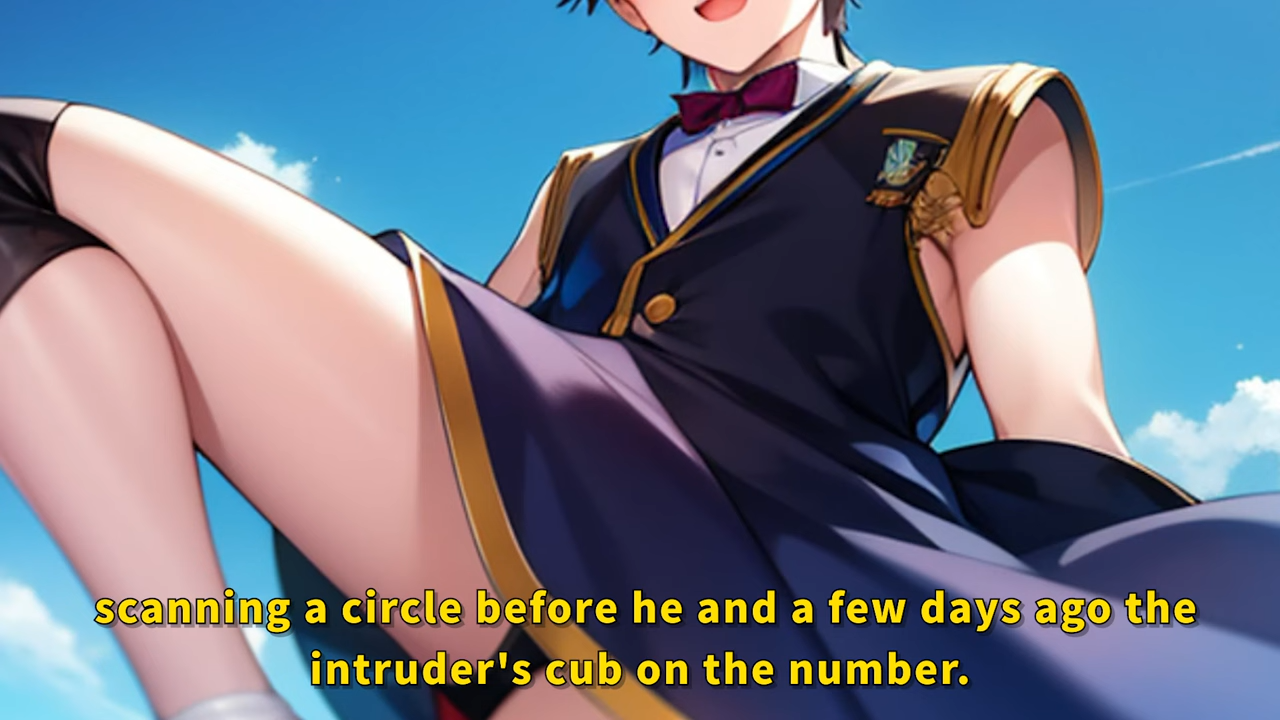 scanning a circle before he and a few days ago the
intruder's cub on the number.